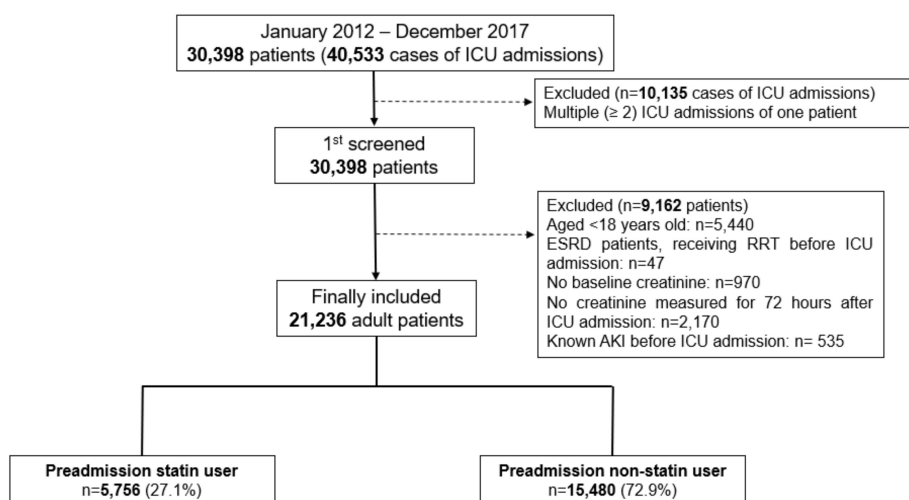 January 2012 – December 2017
30,398 patients (40,533 cases of ICU admissions)
Excluded (n=10,135 cases of ICU admissions)
Multiple (≥ 2) ICU admissions of one patient
1st screened
30,398 patients
Excluded (n=9,162 patients)
Aged <18 years old: n=5,440
ESRD patients, receiving RRT before ICU
admission: n=47
No baseline creatinine: n=970
No creatinine measured for 72 hours after
ICU admission: n=2,170
Known AKI before ICU admission: n= 535
Finally included
21,236 adult patients
Preadmission statin user
n=5,756 (27.1%)
Preadmission non-statin user
n=15,480 (72.9%)